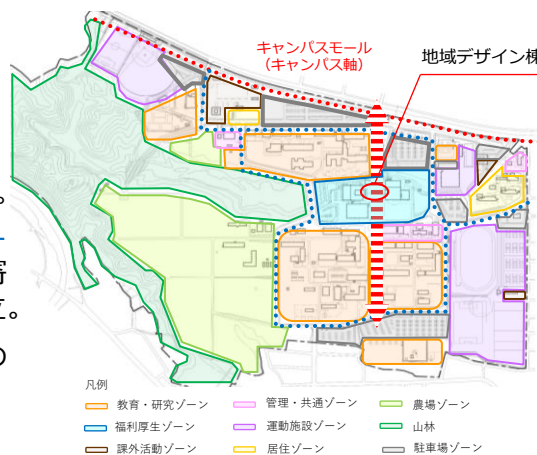 キャンパスモール
（キャンパス軸）
地域デザイン棟
。
寄
立。
の
凡例
教育・研究ゾーン
管理・共通ゾーン
農場ゾーン
福利厚生ゾーン
運動施設ゾーン
山林
課外活動ゾーン
居住ゾーン
駐車場ゾーン